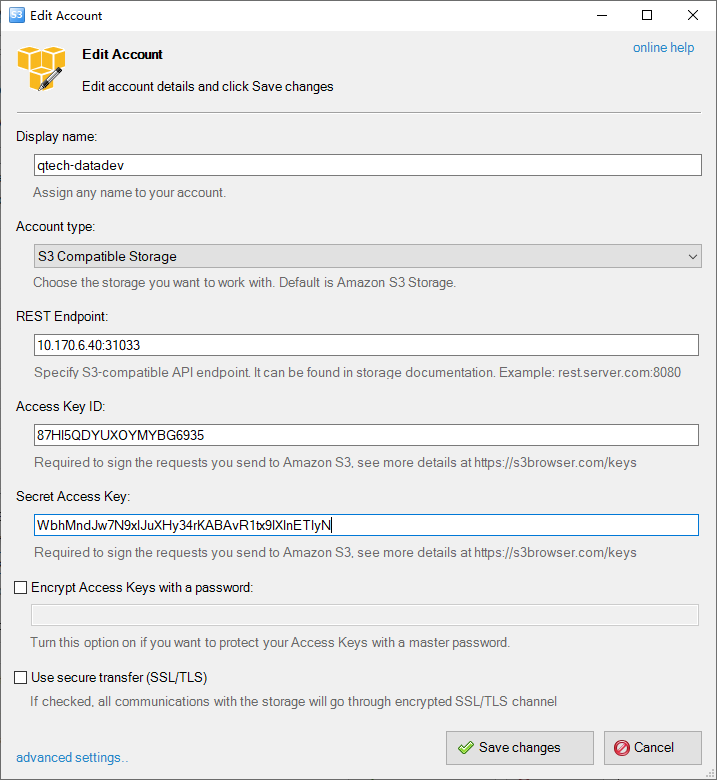 S3 Edit Account
online help
Edit Account
Edit account details and click Save changes
Display name:
qtech-datadev
Assign any name to your account.
Account type:
S3 Compatible Storage
Choose the storage you want to work with. Default is Amazon S3 Storage.
REST Endpoint:
10.170.6.40:31033
Specify S3-compatible API endpoint. It can be found in storage documentation. Example: rest.server.com:8080
Access Key ID:
87HI5QDYUXOYMYBG6935
Required to sign the requests you send to Amazon S3, see more details at https://s3browser.com/keys
Secret Access Key:
WbhMndJw7N9xIJuXHy34rKABAvR1tx9IXInETIyN
Required to sign the requests you send to Amazon S3, see more details at https://s3browser.com/keys
Encrypt Access Keys with a password:
Turn this option on if you want to protect your Access Keys with a master password.
Use secure transfer (SSL/TLS)
If checked, all communications with the storage will go through encrypted SSL/TLS channel
advanced settings..
Save changes
Cancel